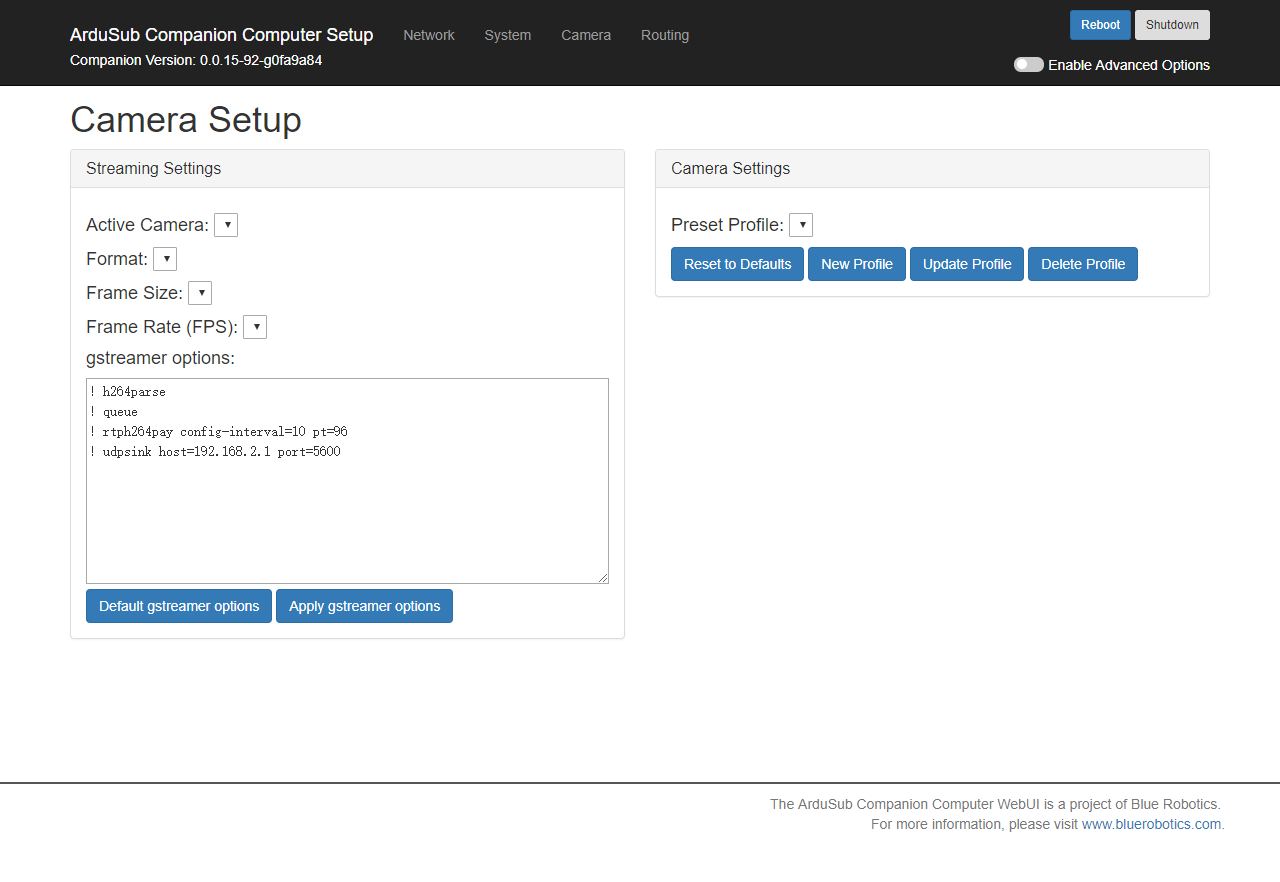 ArduSub Companion Computer Setup
Network
System
Camera
Routing
Reboot
Shutdown
Companion Version: 0.0.15-92-g0fa9a84
Enable Advanced Options
Camera Setup
Streaming Settings
Active Camera:
Format:
Frame Size:
Frame Rate (FPS):
gstreamer options:
! h264parse
! queue
! rtph264pay config-interval=10 pt=96
! udpsink host=192.168.2.1 port=5600
Default gstreamer options
Apply gstreamer options
Camera Settings
Preset Profile:
Reset to Defaults
New Profile
Update Profile
Delete Profile
The ArduSub Companion Computer WebUI is a project of Blue Robotics.
For more information, please visit www.bluerobotics.com.